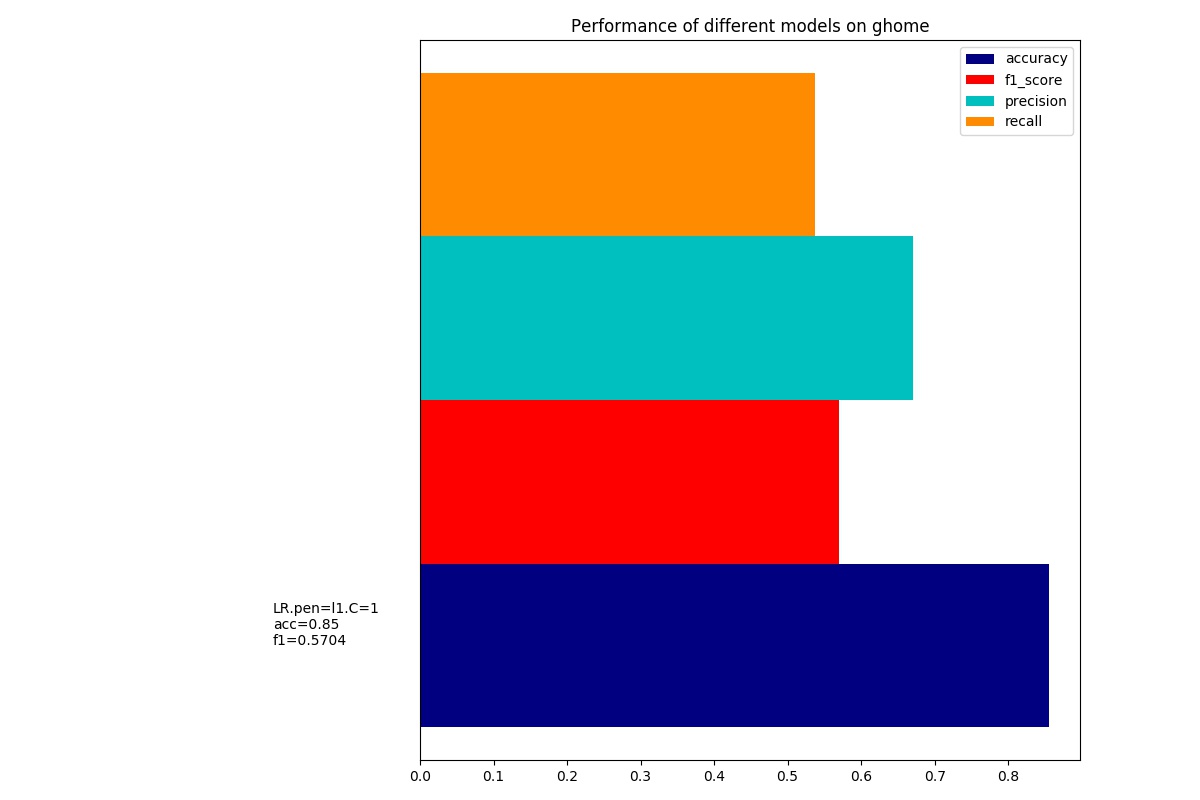 Performance of different models on ghome
accuracy
f1_score
precision
recall
LR.pen=l1.C=1
acc=0.85
f1=0.5704
0.0 0.1 0.2 0.3 0.4 0.5 0.6 0.7 0.8